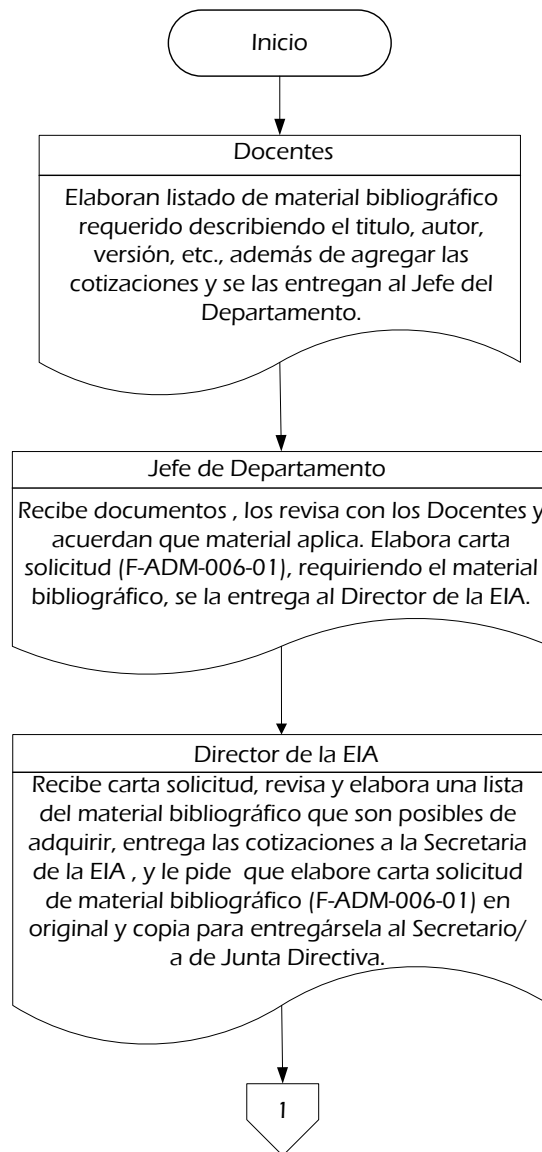 Inicio
Docentes
Elaboran listado de material bibliográfico
requerido describiendo el titulo, autor,
versión, etc., además de agregar las
cotizaciones y se las entregan al Jefe del
Departamento.
Jefe de Departamento
Recibe documentos , los revisa con los Docentes y
acuerdan que material aplica. Elabora carta
solicitud (F-ADM-006-01), requiriendo el material
bibliográfico, se la entrega al Director de la EIA.
Director de la EIA
Recibe carta solicitud, revisa y elabora una lista
del material bibliográfico que son posibles de
adquirir, entrega las cotizaciones a la Secretaria
de la EIA , y le pide que elabore carta solicitud
de material bibliográfico (F-ADM-006-01) en
original y copia para entregársela al Secretario/
a de Junta Directiva.
1